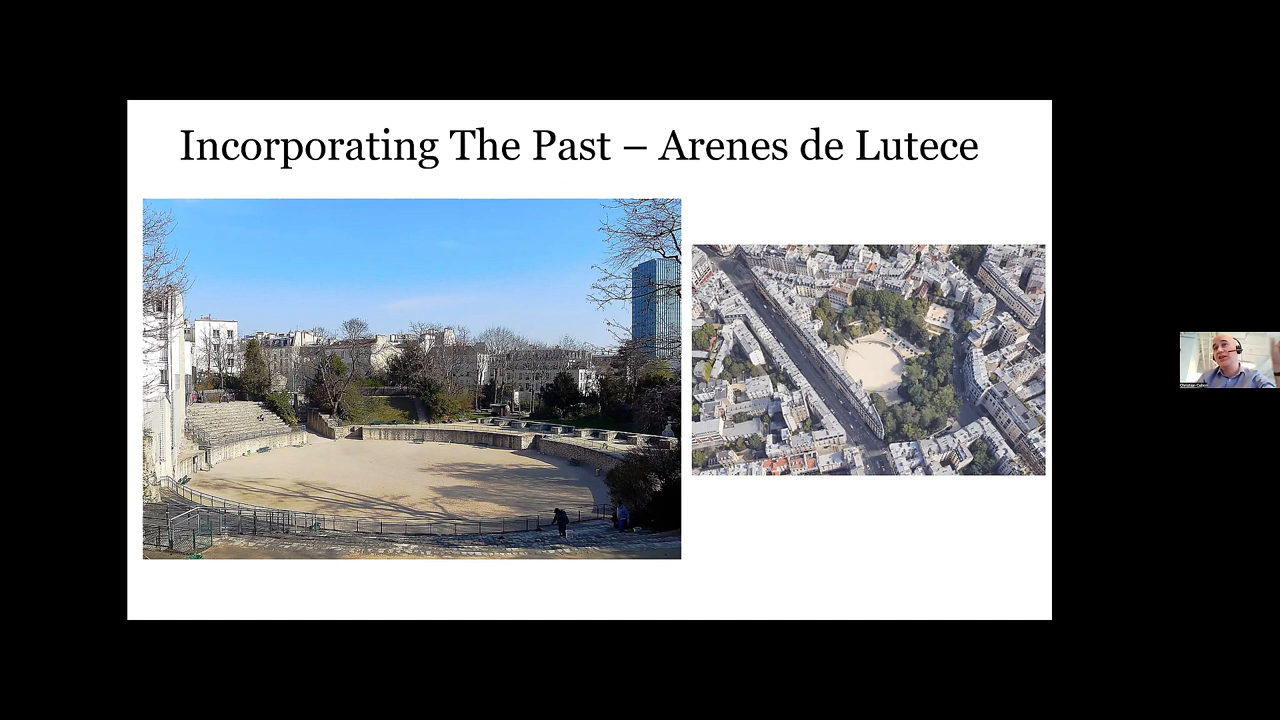 Incorporating The Past – Arenes de Lutece